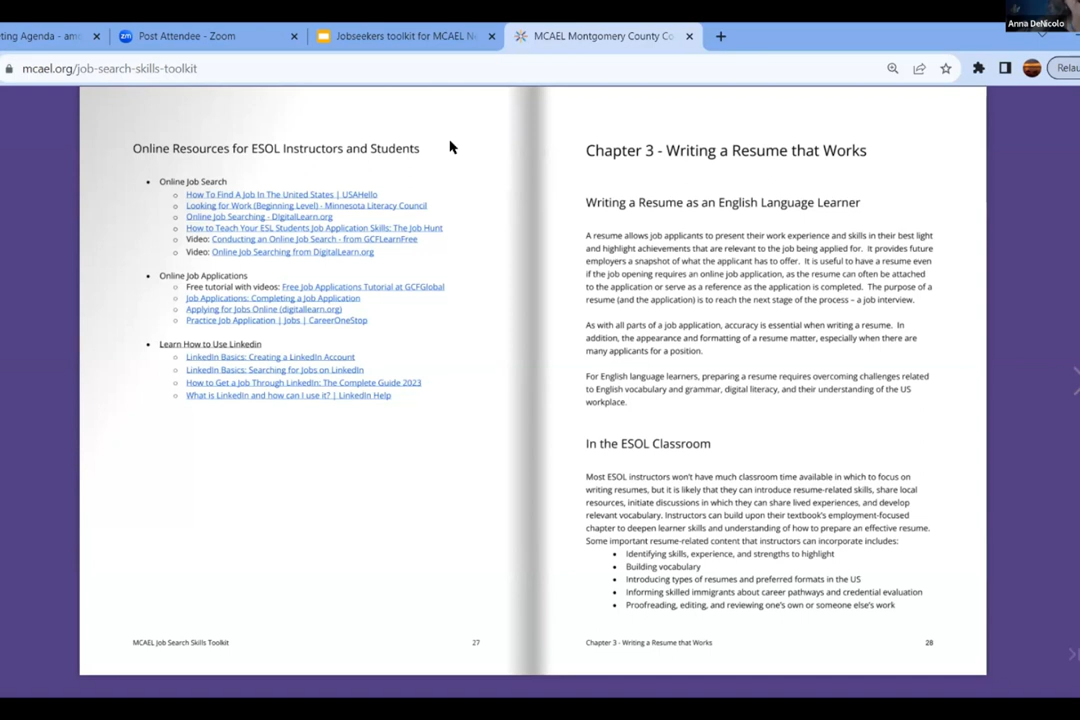 Anna DeNicolo
ting Agenda - amc
Post Attendee - Zoom
Jobseekers toolkit for MCAEL N
MCAEL Montgomery County Co
mcael.org/job-search-skills-toolkit
Relau
Online Resources for ESOL Instructors and Students
• Online Job Search
○ How To Find A Job In The United States | USAHello
○ Looking for Work (Beginning Level) - Minnesota Literacy Council
○ Online Job Searching - DigitalLearn.org
○ How to Teach Your ESL Students Job Application Skills: The Job Hunt
○ Video: Conducting an Online Job Search - from GCFLearnFree
○ Video: Online Job Searching from DigitalLearn.org
• Online Job Applications
○ Free tutorial with videos: Free Job Applications Tutorial at GCFGlobal
○ Job Applications: Completing a Job Application
○ Applying for Jobs Online (digitallearn.org)
○ Practice Job Application | Jobs | CareerOneStop
• Learn How to Use Linkedin
○ LinkedIn Basics: Creating a LinkedIn Account
○ LinkedIn Basics: Searching for Jobs on LinkedIn
○ How to Get a Job Through LinkedIn: The Complete Guide 2023
○ What is LinkedIn and how can I use it? | LinkedIn Help
MCAEL Job Search Skills Toolkit
27
Chapter 3 - Writing a Resume that Works
Writing a Resume as an English Language Learner
A resume allows job applicants to present their work experience and skills in their best light
and highlight achievements that are relevant to the job being applied for. It provides future
employers a snapshot of what the applicant has to offer. It is useful to have a resume even
if the job opening requires an online job application, as the resume can often be attached
to the application or serve as a reference as the application is completed. The purpose of a
resume (and the application) is to reach the next stage of the process – a job interview.
As with all parts of a job application, accuracy is essential when writing a resume. In
addition, the appearance and formatting of a resume matter, especially when there are
many applicants for a position.
For English language learners, preparing a resume requires overcoming challenges related
to English vocabulary and grammar, digital literacy, and their understanding of the US
workplace.
In the ESOL Classroom
Most ESOL instructors won't have much classroom time available in which to focus on
writing resumes, but it is likely that they can introduce resume-related skills, share local
resources, initiate discussions in which they can share lived experiences, and develop
relevant vocabulary. Instructors can build upon their textbook's employment-focused
chapter to deepen learner skills and understanding of how to prepare an effective resume.
Some important resume-related content that instructors can incorporate includes:
• Identifying skills, experience, and strengths to highlight
• Building vocabulary
• Introducing types of resumes and preferred formats in the US
• Informing skilled immigrants about career pathways and credential evaluation
• Proofreading, editing, and reviewing one's own or someone else's work
Chapter 3 - Writing a Resume that Works
28